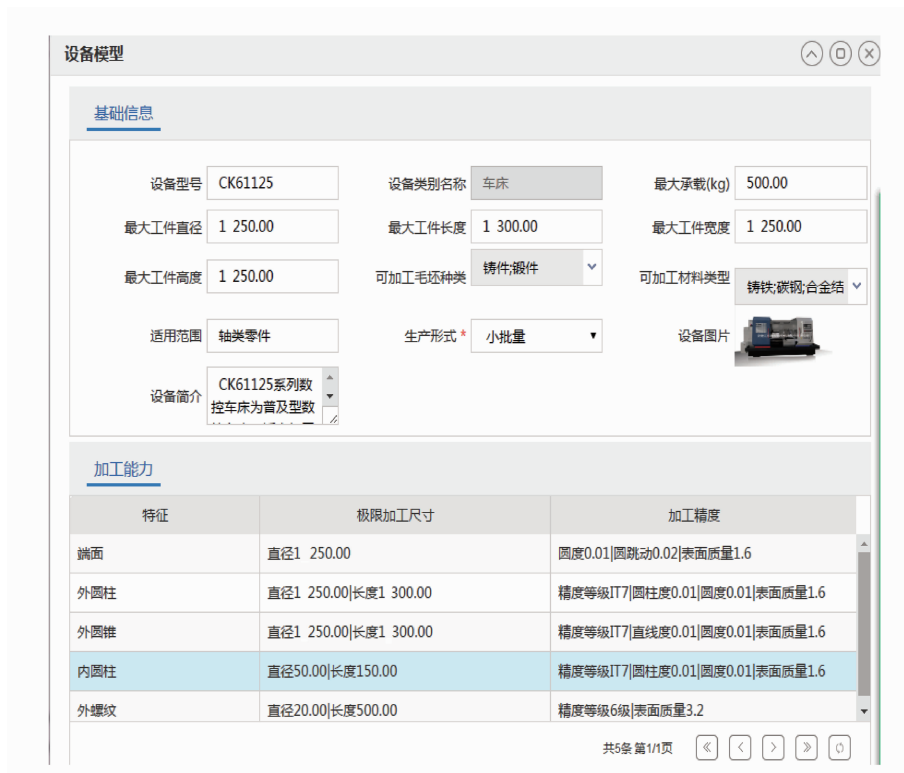 设备模型
基础信息
设备型号 CK61125 设备类别名称 车床 最大承载(kg) 500.00
最大工件直径 1 250.00 最大工件长度 1 300.00 最大工件宽度 1 250.00
最大工件高度 1 250.00 可加工毛坯种类 铸件;锻件 可加工材料类型 铸铁;碳钢;合金结
适用范围 轴类零件 生产形式* 小批量 设备图片
设备简介 CK61125系列数
控车床为普及型数
加工能力
特征 极限加工尺寸 加工精度
端面 直径1 250.00 圆度0.01|圆跳动0.02|表面质量1.6
外圆柱 直径1 250.00|长度1 300.00 精度等级IT7|圆柱度0.01|圆度0.01|表面质量1.6
外圆锥 直径1 250.00|长度1 300.00 精度等级IT7|直线度0.01|圆度0.01|表面质量1.6
内圆柱 直径50.00|长度150.00 精度等级IT7|圆柱度0.01|圆度0.01|表面质量1.6
外螺纹 直径20.00|长度500.00 精度等级6级|表面质量3.2
共5条 第1/1页